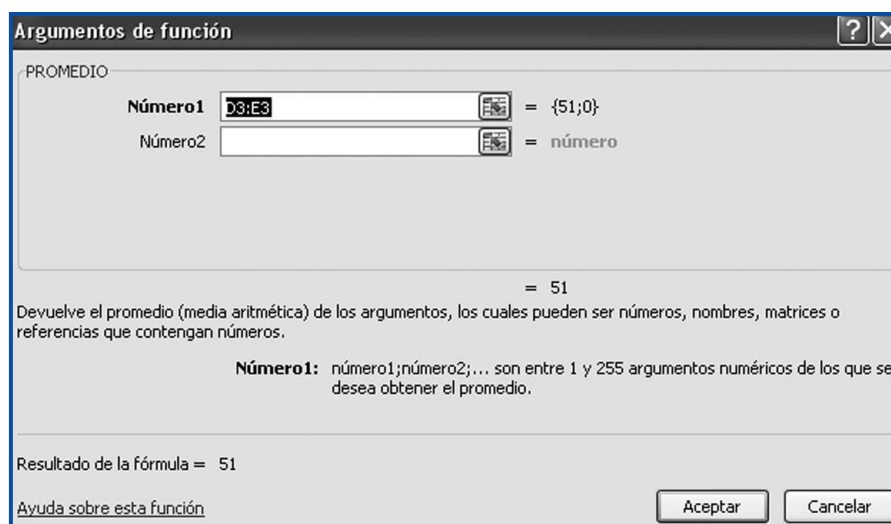 Argumentos de función
PROMEDIO
Número1 D3:E3 = {51;0}
Número2 = número
= 51
Devuelve el promedio (media aritmética) de los argumentos, los cuales pueden ser números, nombres, matrices o
referencias que contengan números.
Número1: número1;número2;... son entre 1 y 255 argumentos numéricos de los que se
desea obtener el promedio.
Resultado de la fórmula = 51
Ayuda sobre esta función
Aceptar Cancelar